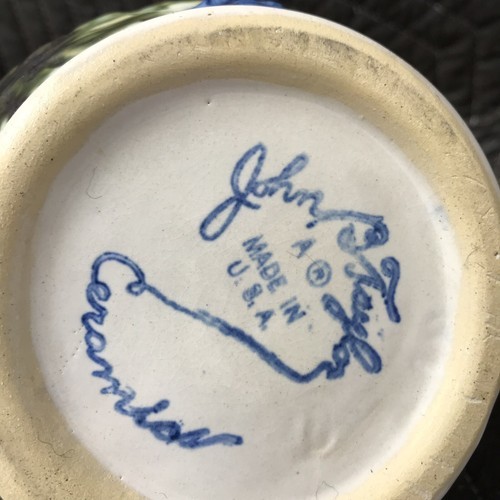 John B Taylor
A ®
MADE IN
U.S.A.
Ceramics